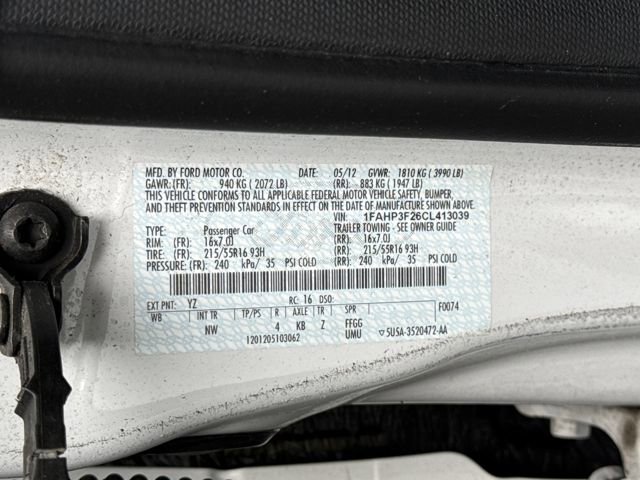 MFD. BY FORD MOTOR CO. DATE: 05/12 GVWR: 1810 KG ( 3990 LB)
GAWR:(FR): 940 KG ( 2072 LB) (RR): 883 KG ( 1947 LB)
THIS VEHICLE CONFORMS TO ALL APPLICABLE FEDERAL MOTOR VEHICLE SAFETY, BUMPER,
AND THEFT PREVENTION STANDARDS IN EFFECT ON THE DATE OF MANUFACTURE SHOWN ABOVE.
VIN: 1FAHP3F26CL413039
TYPE: Passenger Car TRAILER TOWING - SEE OWNER GUIDE
RIM: (FR): 16x7.0J (RR): 16x7.0J
TIRE: (FR): 215/55R16 93H (RR): 215/55R16 93H
PRESSURE: (FR): 240 kPa/ 35 PSI COLD (RR): 240 kPa/ 35 PSI COLD
EXT PNT: YZ RC: 16 DSO: F0074
WB INT TR TP/PS R AXLE TR SPR
NW 4 KB Z FFGG
1201205103062 UMU ▽5USA-3520472-AA